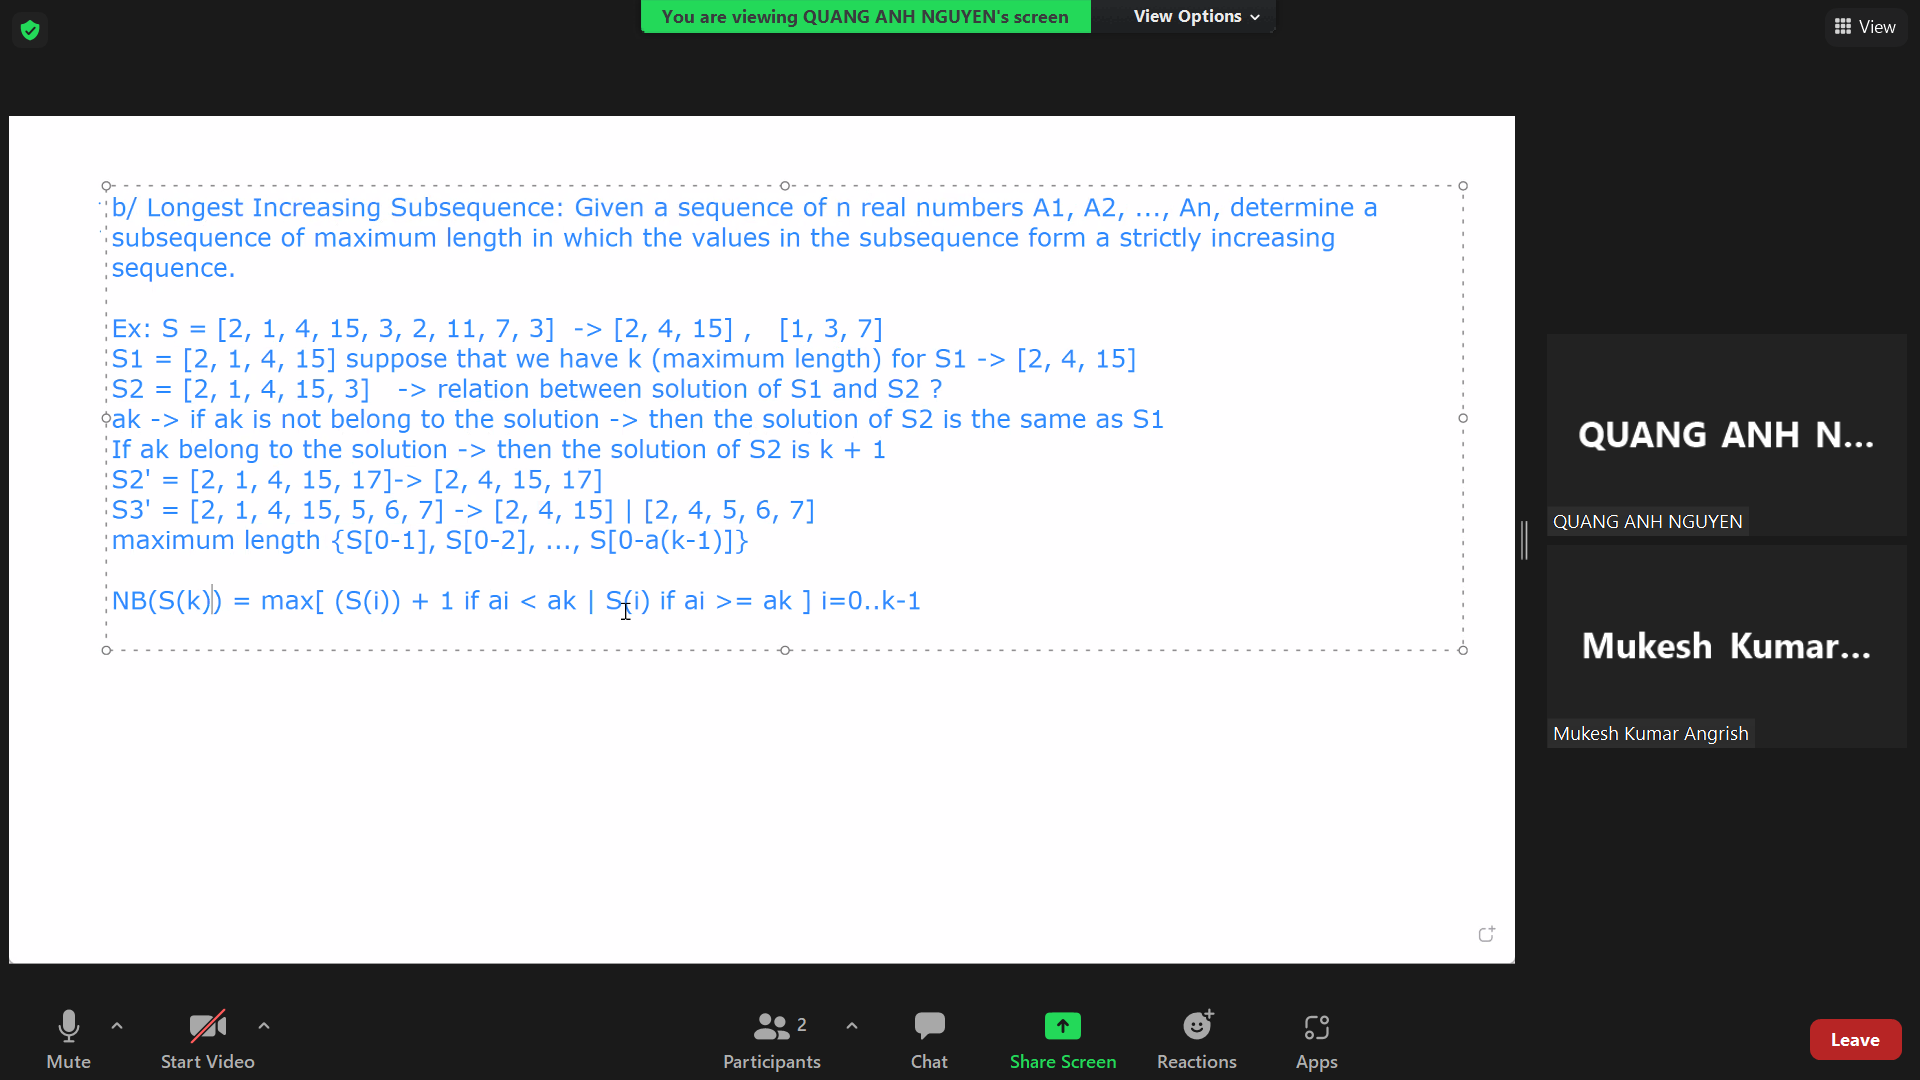 You are viewing QUANG ANH NGUYEN's screen
View Options
View
b/ Longest Increasing Subsequence: Given a sequence of n real numbers A1, A2, ..., An, determine a
subsequence of maximum length in which the values in the subsequence form a strictly increasing
sequence.
Ex: S = [2, 1, 4, 15, 3, 2, 11, 7, 3]  -> [2, 4, 15] ,   [1, 3, 7]
S1 = [2, 1, 4, 15] suppose that we have k (maximum length) for S1 -> [2, 4, 15]
S2 = [2, 1, 4, 15, 3]   -> relation between solution of S1 and S2 ?
ak -> if ak is not belong to the solution -> then the solution of S2 is the same as S1
If ak belong to the solution -> then the solution of S2 is k + 1
S2' = [2, 1, 4, 15, 17]-> [2, 4, 15, 17]
S3' = [2, 1, 4, 15, 5, 6, 7] -> [2, 4, 15] | [2, 4, 5, 6, 7]
maximum length {S[0-1], S[0-2], ..., S[0-a(k-1)]}
NB(S(k)) = max[ (S(i)) + 1 if ai < ak | S(i) if ai >= ak ] i=0..k-1
QUANG ANH N...
QUANG ANH NGUYEN
Mukesh Kumar...
Mukesh Kumar Angrish
Mute
Start Video
2
Participants
Chat
Share Screen
Reactions
Apps
Leave